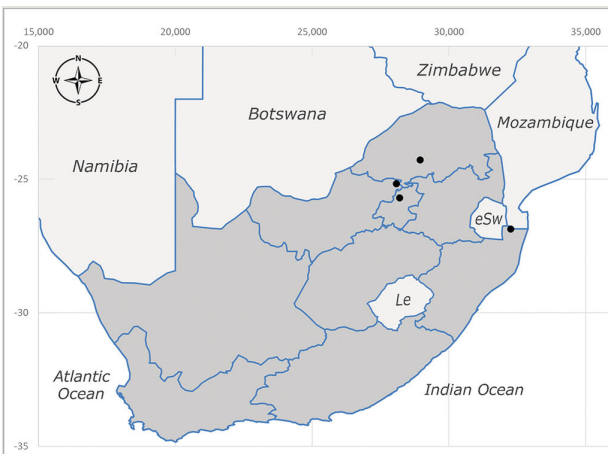 15,000 20,000 25,000 30,000 35,000
-20
N
W E
S
Zimbabwe
Botswana
Mozambique
Namibia
-25
eSw
Le
-30
Atlantic
Ocean
Indian Ocean
-35